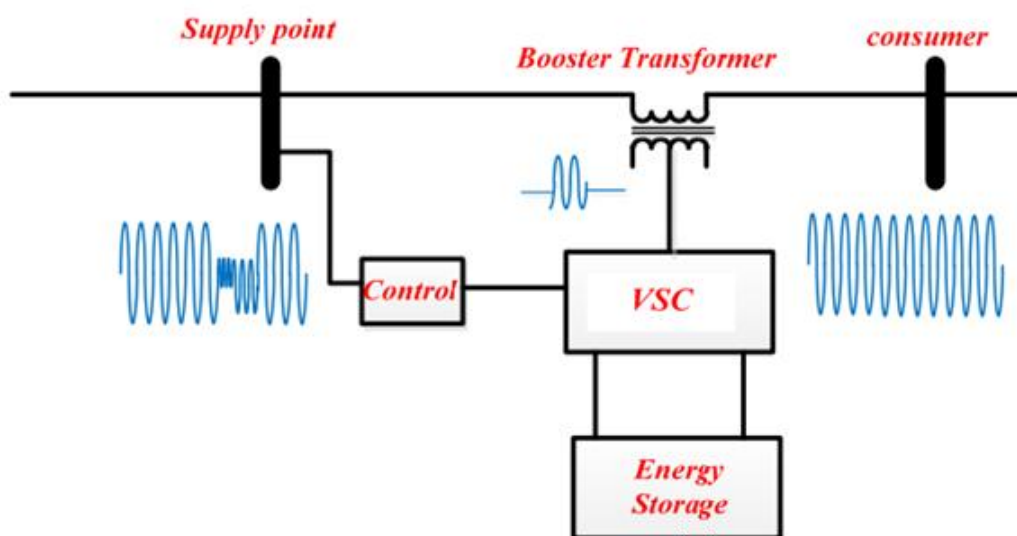 Supply point
consumer
Booster Transformer
Control
VSC
Energy
Storage